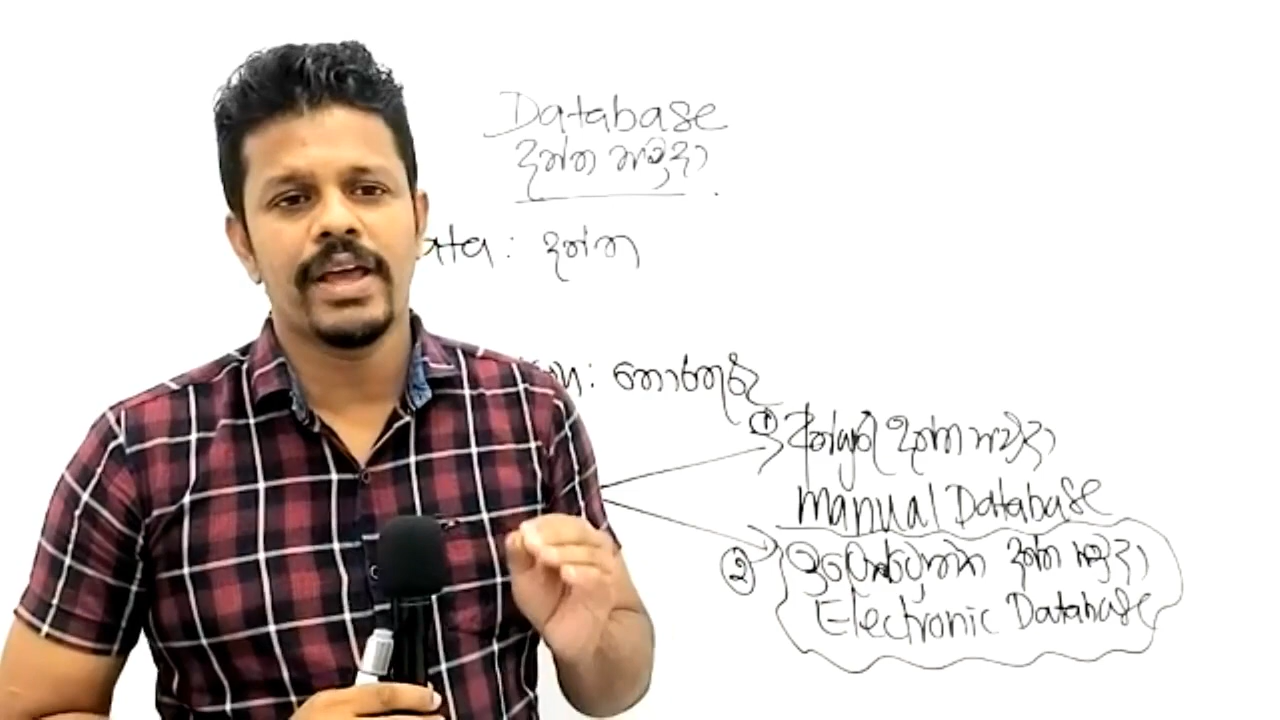 Database
දත්ත සමුදා
ata : දත්ත
: තොරතුරු
① අත්යුරි දත්ත සමුදා
Manual Database
② ඉලෙක්ට්‍රොනික දත්ත සමුදා
Electronic Database